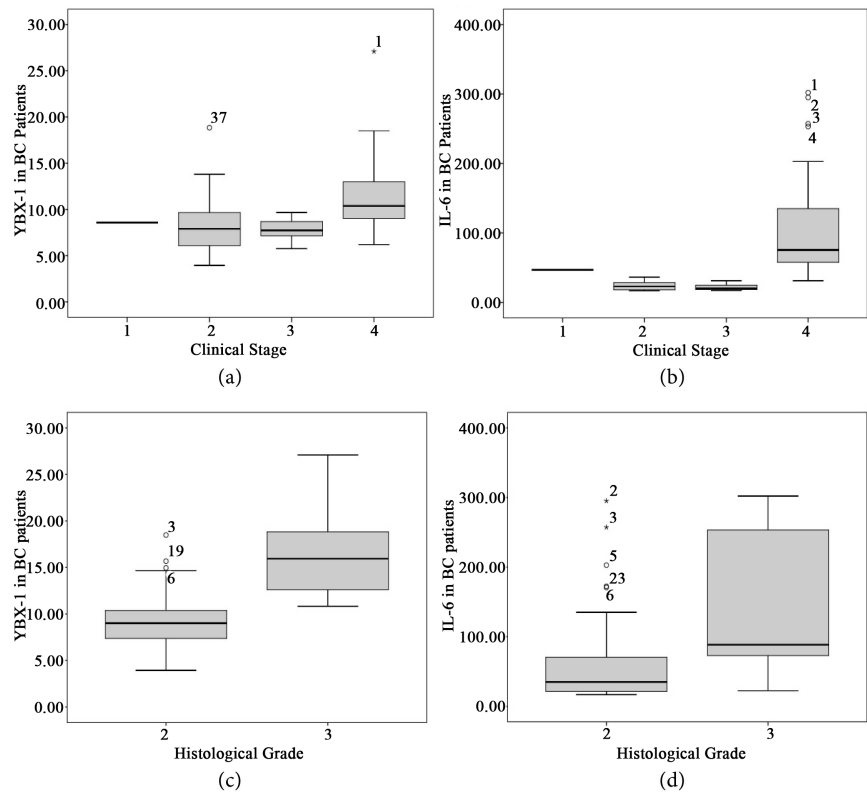 30.00
25.00
20.00
15.00
10.00
5.00
0.00
YBX-1 in BC Patients
37
*1
1 2 3 4
Clinical Stage
(a)
400.00
300.00
200.00
100.00
00.00
IL-6 in BC Patients
1
2
3
4
1 2 3 4
Clinical Stage
(b)
30.00
25.00
20.00
15.00
10.00
5.00
0.00
YBX-1 in BC patients
3
19
6
2 3
Histological Grade
(c)
400.00
300.00
200.00
100.00
00.00
IL-6 in BC patients
*2
*3
5
23
6
2 3
Histological Grade
(d)